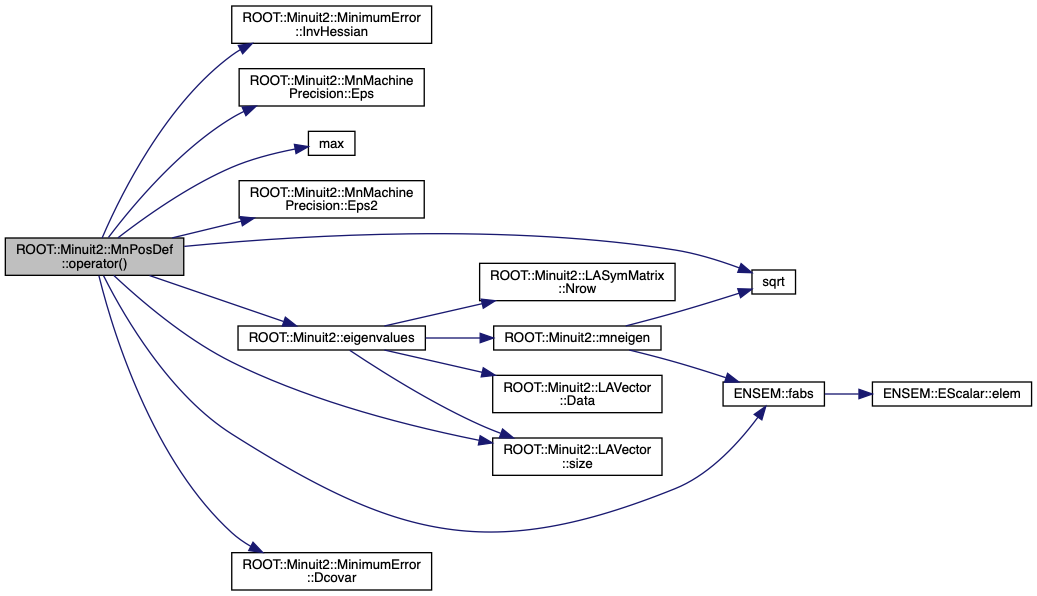 ROOT::Minuit2::MinimumError
::InvHessian
ROOT::Minuit2::MnMachine
Precision::Eps
max
ROOT::Minuit2::MnMachine
Precision::Eps2
ROOT::Minuit2::MnPosDef
::operator()
ROOT::Minuit2::LASymMatrix
::Nrow
sqrt
ROOT::Minuit2::eigenvalues
ROOT::Minuit2::mneigen
ROOT::Minuit2::LAVector
::Data
ENSEM::fabs
ENSEM::EScalar::elem
ROOT::Minuit2::LAVector
::size
ROOT::Minuit2::MinimumError
::Dcovar